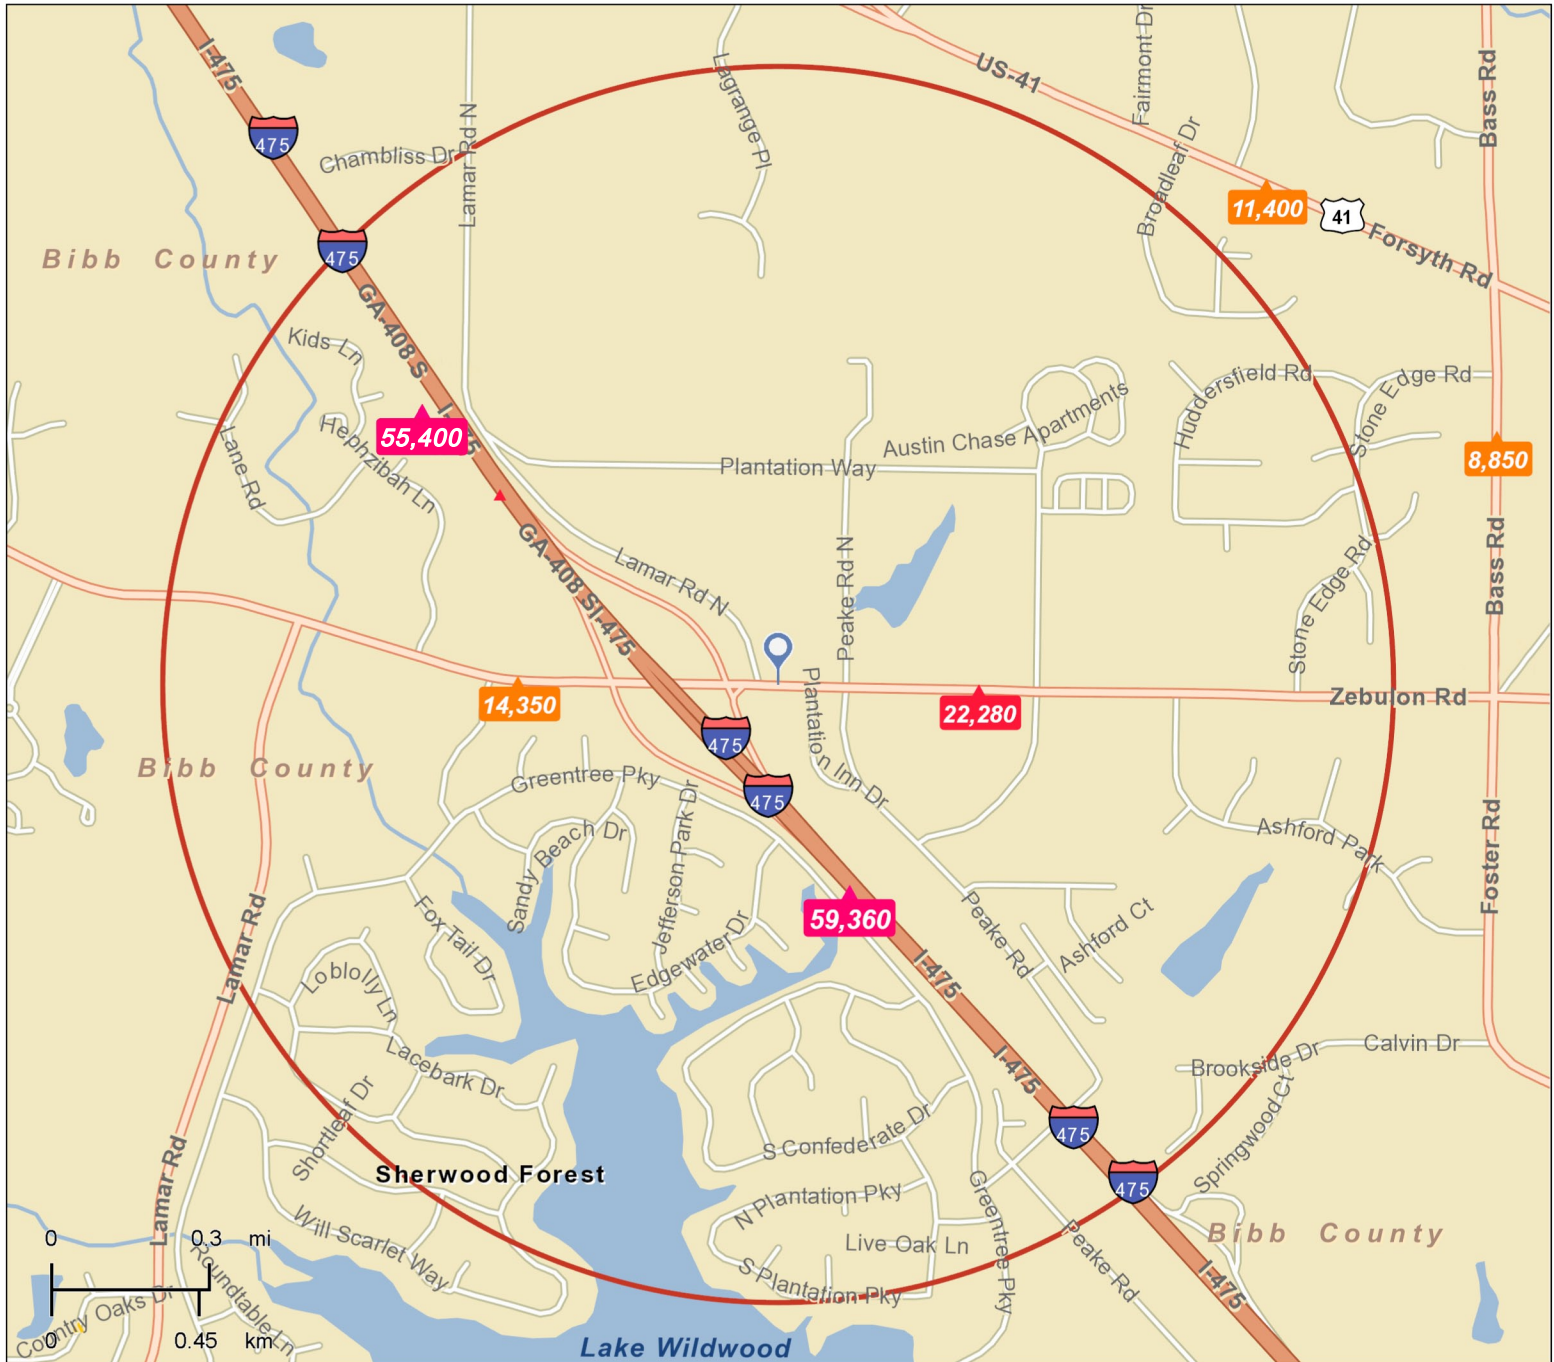 I-475
US-41
Fairmont Dr
Bass Rd
Lagrange Pl
475
Chambliss Dr
Lamar Rd N
Broadleaf Dr
11,400
41
Forsyth Rd
Bibb County
475
GA-408 S
Kids Ln
Huddersfield Rd
Stone Edge Rd
55,400
Hephzibah Ln
Lane Rd
Austin Chase Apartments
Plantation Way
8,850
GA-408 S
I-475
Lamar Rd N
Peake Rd N
Stone Edge Rd
Bass Rd
14,350
22,280
Zebulon Rd
Plantation Inn Dr
475
Bibb County
Greentree Pky
475
Sandy Beach Dr
Jefferson Park Dr
Ashford Park
Foster Rd
59,360
Lamar Rd
Fox Tail Dr
Edgewater Dr
Peake Rd
Ashford Ct
I-475
Loblolly Ln
Lacebark Dr
I-475
Brookside Dr
Calvin Dr
Springwood Ct
Shortleaf Dr
S Confederate Dr
475
Sherwood Forest
475
N Plantation Pky
Greentree Pky
Lamar Rd
Will Scarlet Way
Live Oak Ln
Peake Rd
Bibb County
S Plantation Pky
I-475
0 0.3 mi
Roundtable Ln
Country Oaks Dr
0 0.45 km
Lake Wildwood